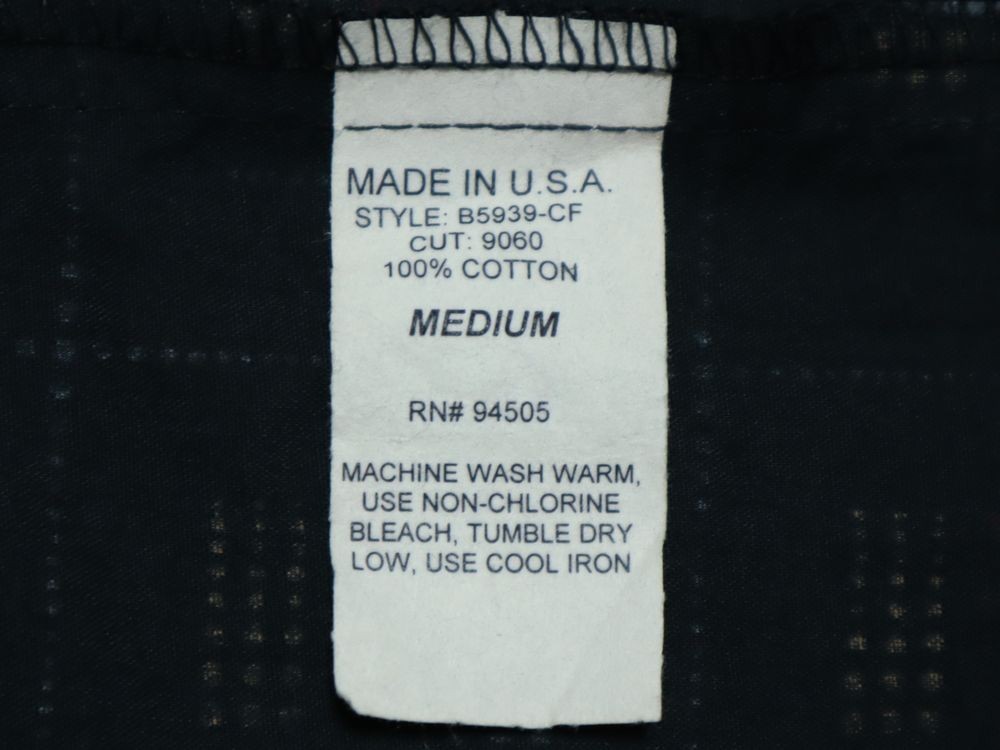 MADE IN U.S.A.
STYLE: B5939-CF
CUT: 9060
100% COTTON
MEDIUM
RN# 94505
MACHINE WASH WARM,
USE NON-CHLORINE
BLEACH, TUMBLE DRY
LOW, USE COOL IRON